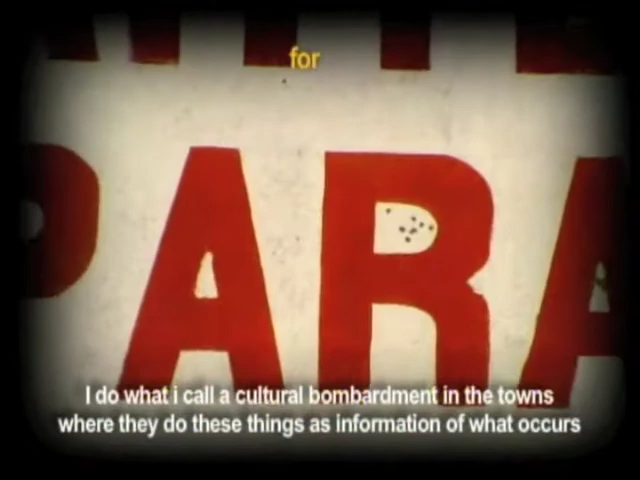 for
PARA
I do what i call a cultural bombardment in the towns
where they do these things as information of what occurs